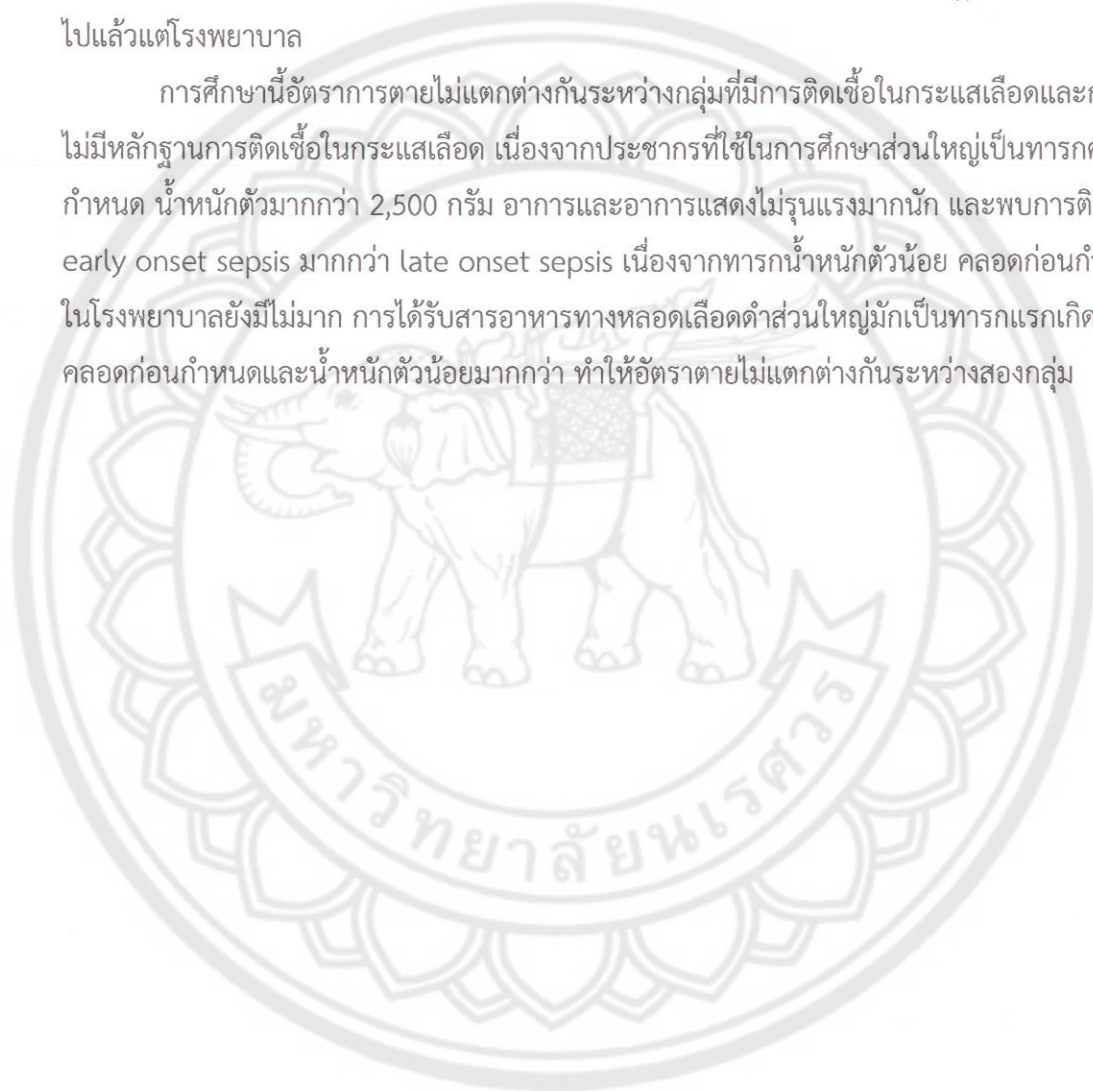 ไปแล้วแต่โรงพยาบาล
การศึกษานี้อัตราการตายไม่แตกต่างกันระหว่างกลุ่มที่มีการติดเชื้อในกระแสเลือดและ
ไม่มีหลักฐานการติดเชื้อในกระแสเลือด เนื่องจากประชากรที่ใช้ในการศึกษาส่วนใหญ่เป็นทารก
กำหนด น้ำหนักตัวมากกว่า 2,500 กรัม อาการและอาการแสดงไม่รุนแรงมากนัก และพบการ
early onset sepsis มากกว่า late onset sepsis เนื่องจากทารกน้ำหนักตัวน้อย คลอดก่อน
ในโรงพยาบาลยังมีไม่มาก การได้รับสารอาหารทางหลอดเลือดดำส่วนใหญ่มักเป็นทารกแรกเกิด
คลอดก่อนกำหนดและน้ำหนักตัวน้อยมากกว่า ทำให้อัตราตายไม่แตกต่างกันระหว่างสองกลุ่ม
มหาวิทยาลัยนเรศวร